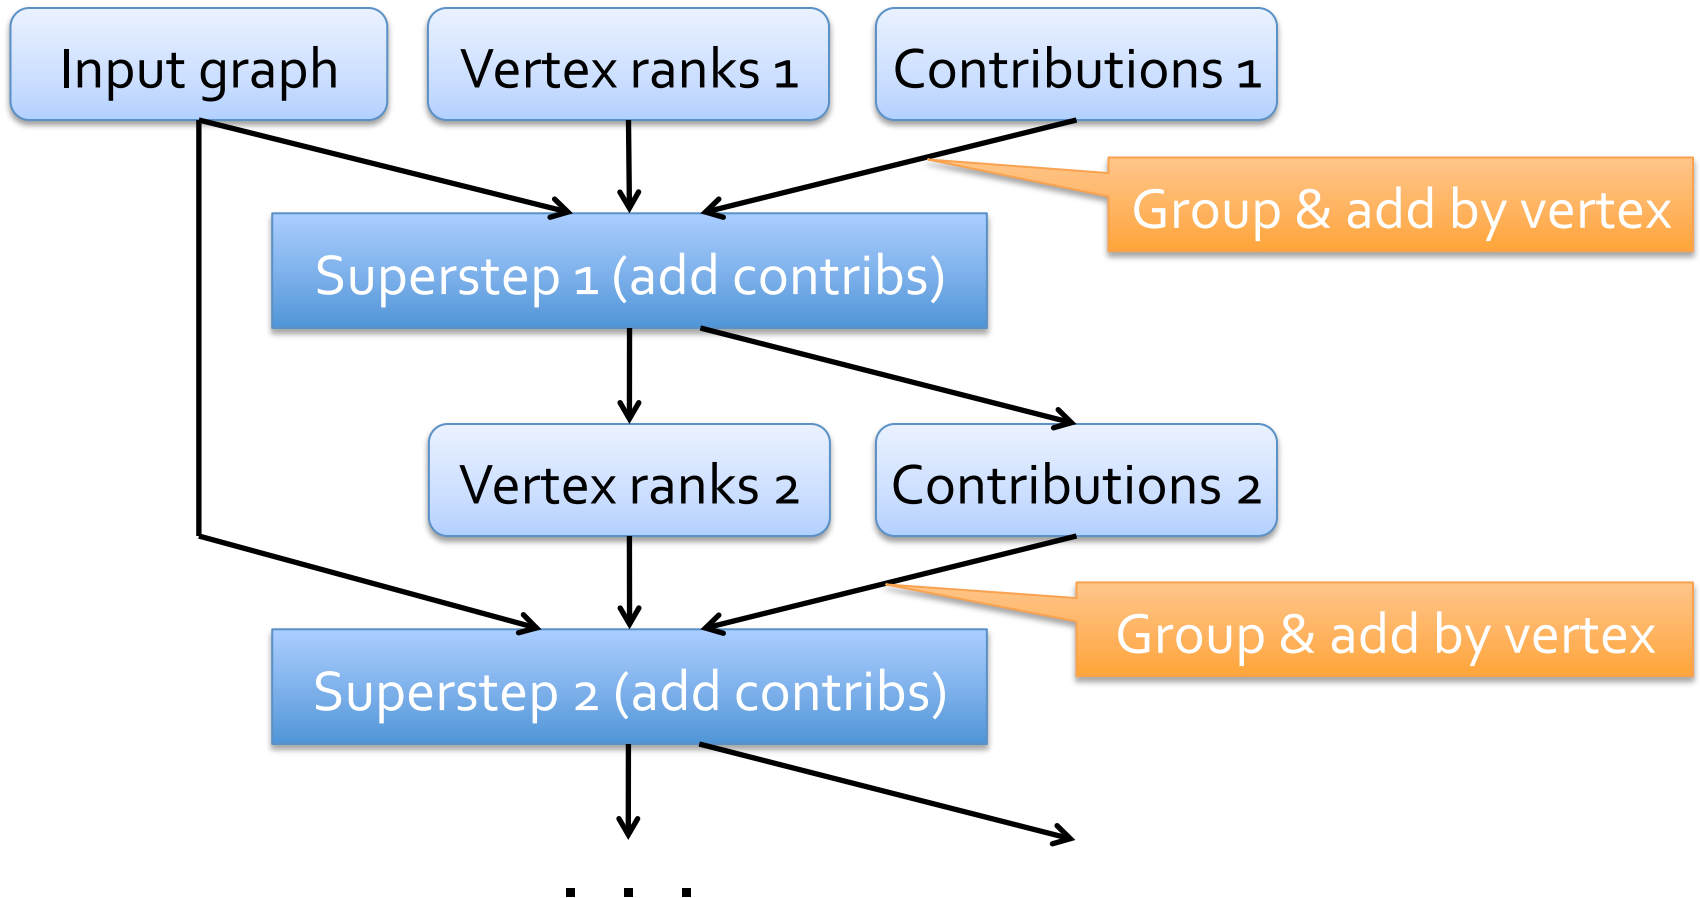 Input graph
Vertex ranks 1
Contributions 1
Group & add by vertex
Superstep 1 (add contribs)
Vertex ranks 2
Contributions 2
Group & add by vertex
Superstep 2 (add contribs)
. . .